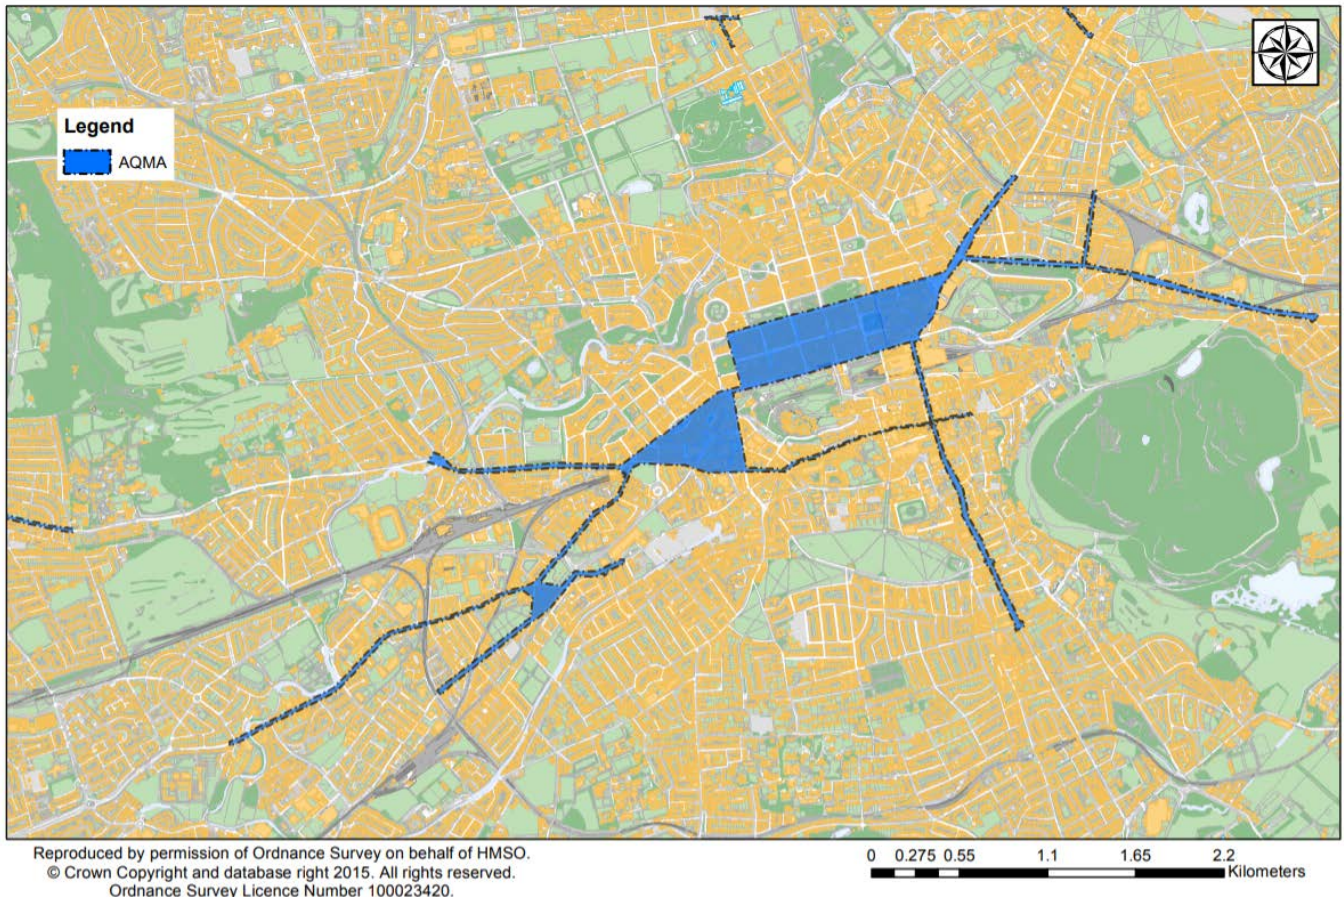 Legend
AQMA
Reproduced by permission of Ordnance Survey on behalf of HMSO.
© Crown Copyright and database right 2015. All rights reserved.
Ordnance Survey Licence Number 100023420.
0 0.275 0.55 1.1 1.65 2.2
Kilometers